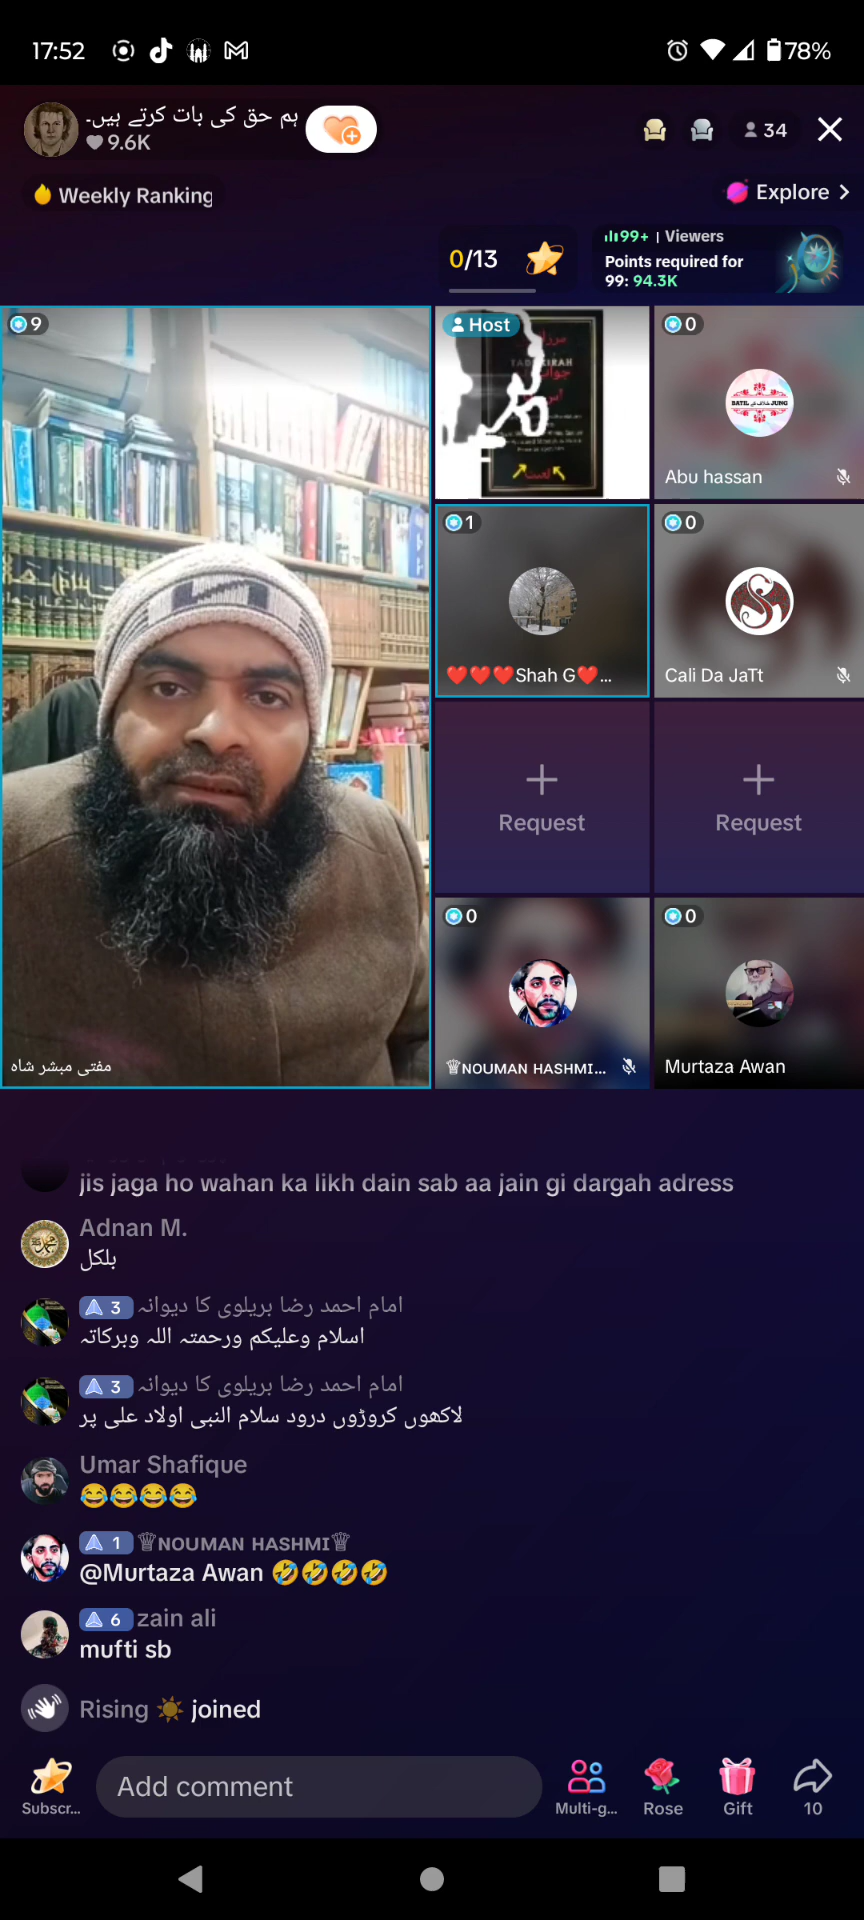 17:52
78%
ہم حق کی بات کرتے ہیں۔
9.6K
34
Weekly Ranking
Explore
0/13
99+ | Viewers
Points required for
99: 94.3K
9
مفتی مبشر شاہ
Host
0
BATIL کے خلاف JUNG
Abu hassan
1
❤️❤️❤️Shah G❤️...
0
Cali Da JaTt
Request
Request
0
♕NOUMAN HASHMI...
0
Murtaza Awan
jis jaga ho wahan ka likh dain sab aa jain gi dargah adress
Adnan M.
بلکل
3 امام احمد رضا بریلوی کا دیوانہ
اسلام وعلیکم ورحمتہ اللہ وبرکاتہ
3 امام احمد رضا بریلوی کا دیوانہ
لاکھوں کروڑوں درود سلام النبی اولاد علی پر
Umar Shafique
😂😂😂😂
1 ♕NOUMAN HASHMI♕
@Murtaza Awan 🤣🤣🤣🤣
6 zain ali
mufti sb
Rising ☀️ joined
Subscr...
Add comment
Multi-g...
Rose
Gift
10